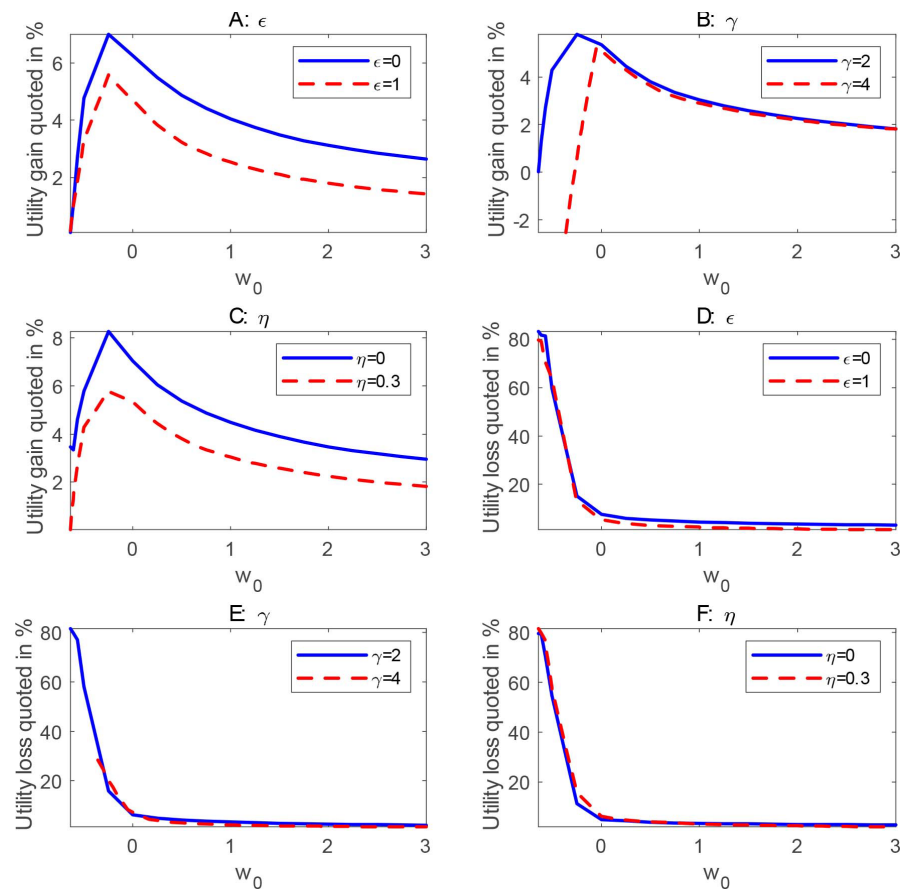 A: ϵ
Utility gain quoted in %
6
4
2
ϵ=0
ϵ=1
0
1
2
3
w₀
B: γ
Utility gain quoted in %
4
2
0
-2
γ=2
γ=4
0
1
2
3
w₀
C: η
Utility gain quoted in %
8
6
4
2
η=0
η=0.3
0
1
2
3
w₀
D: ϵ
Utility loss quoted in %
80
60
40
20
ϵ=0
ϵ=1
0
1
2
3
w₀
E: γ
Utility loss quoted in %
80
60
40
20
γ=2
γ=4
0
1
2
3
w₀
F: η
Utility loss quoted in %
80
60
40
20
η=0
η=0.3
0
1
2
3
w₀